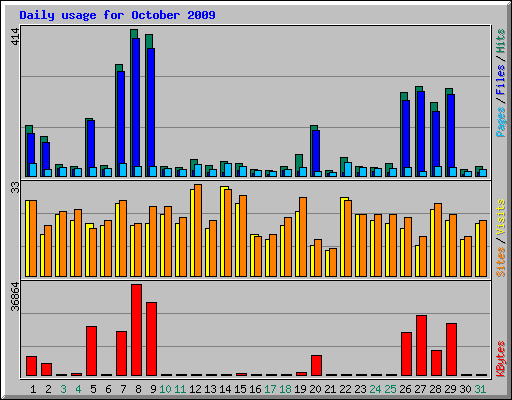 Daily usage for October 2009
414
Pages / Files / Hits
33
Sites / Visits
36864
KBytes
1 2 3 4 5 6 7 8 9 10 11 12 13 14 15 16 17 18 19 20 21 22 23 24 25 26 27 28 29 30 31